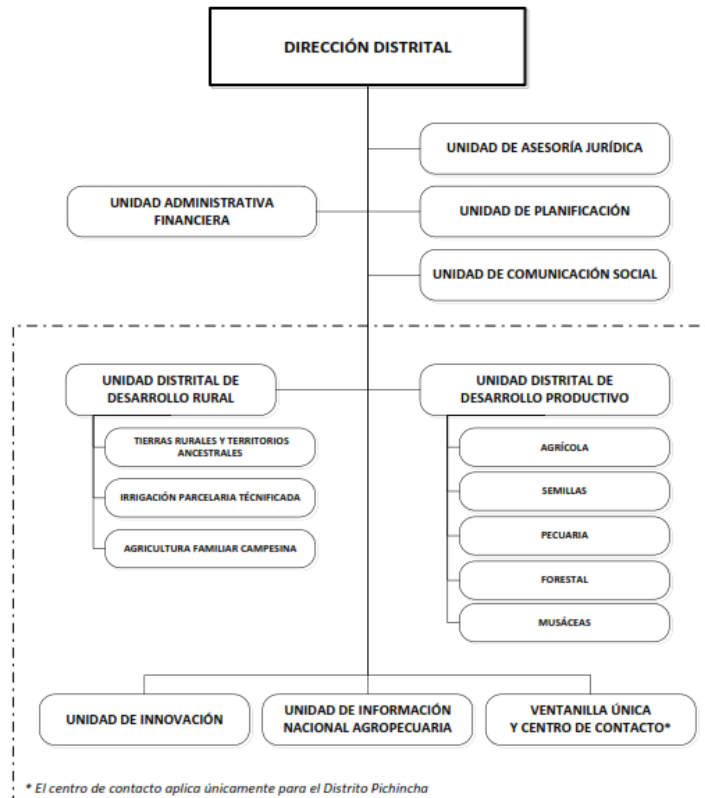 DIRECCIÓN DISTRITAL
UNIDAD DE ASESORÍA JURÍDICA
UNIDAD ADMINISTRATIVA
FINANCIERA
UNIDAD DE PLANIFICACIÓN
UNIDAD DE COMUNICACIÓN SOCIAL
UNIDAD DISTRITAL DE
DESARROLLO RURAL
TIERRAS RURALES Y TERRITORIOS
ANCESTRALES
IRRIGACIÓN PARCELARIA TÉCNIFICADA
AGRICULTURA FAMILIAR CAMPESINA
UNIDAD DISTRITAL DE
DESARROLLO PRODUCTIVO
AGRÍCOLA
SEMILLAS
PECUARIA
FORESTAL
MUSÁCEAS
UNIDAD DE INNOVACIÓN
UNIDAD DE INFORMACIÓN
NACIONAL AGROPECUARIA
VENTANILLA ÚNICA
Y CENTRO DE CONTACTO*
* El centro de contacto aplica únicamente para el Distrito Pichincha